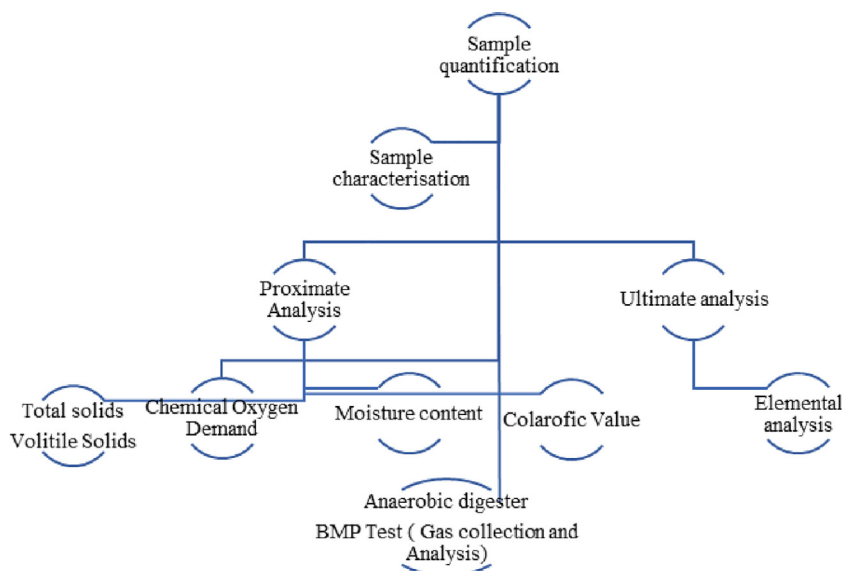 Sample
quantification
Sample
characterisation
Proximate
Analysis
Ultimate analysis
Total solids
Volitile Solids
Chemical Oxygen
Demand
Moisture content
Colarofic Value
Elemental
analysis
Anaerobic digester
BMP Test ( Gas collection and
Analysis)